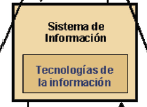 Sistema de
Información
Tecnologías de
la información